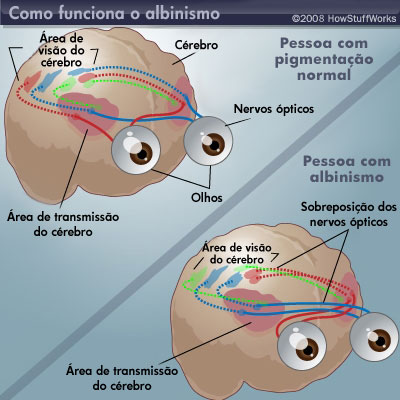 Como funciona o albinismo
©2008 HowStuffWorks
Área de
visão do
cérebro
Cérebro
Pessoa com
pigmentação
normal
Nervos ópticos
Olhos
Área de transmissão
do cérebro
Pessoa com
albinismo
Sobreposição dos
nervos ópticos
Área de visão
do cérebro
Área de transmissão
do cérebro